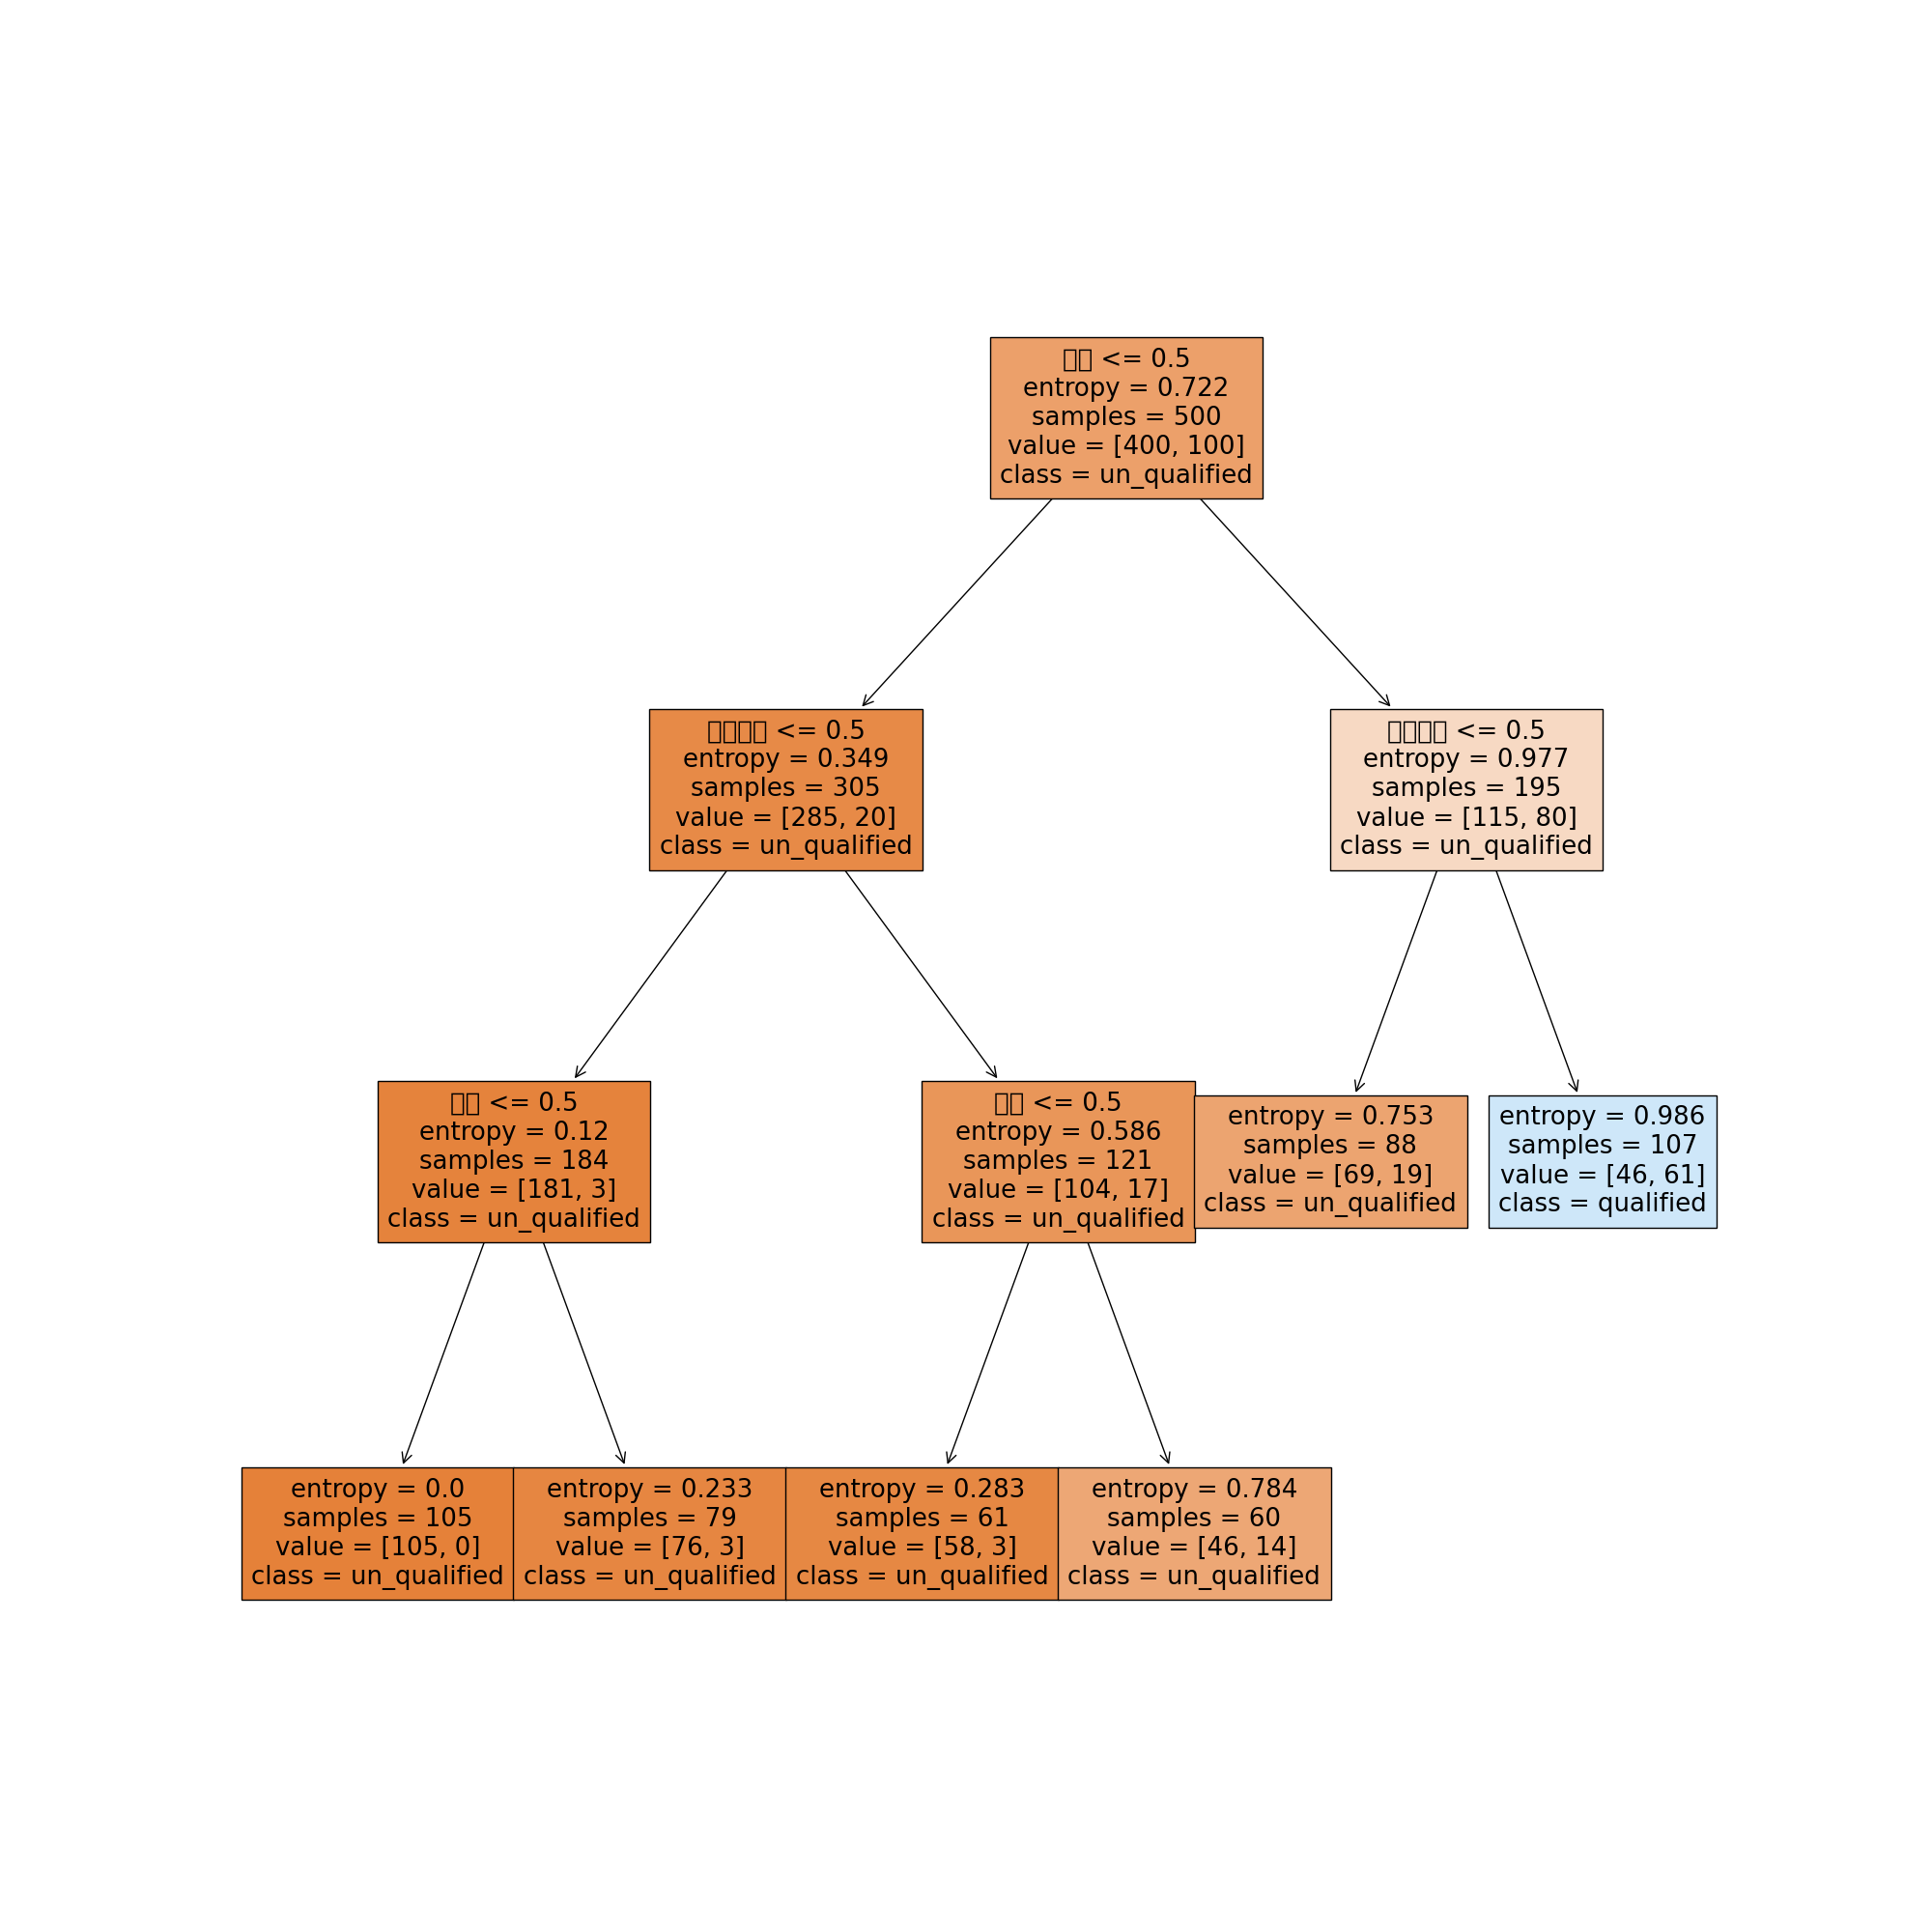 <= 0.5
entropy = 0.722
samples = 500
value = [400, 100]
class = un_qualified
<= 0.5
entropy = 0.349
samples = 305
value = [285, 20]
class = un_qualified
<= 0.5
entropy = 0.977
samples = 195
value = [115, 80]
class = un_qualified
<= 0.5
entropy = 0.12
samples = 184
value = [181, 3]
class = un_qualified
<= 0.5
entropy = 0.586
samples = 121
value = [104, 17]
class = un_qualified
entropy = 0.753
samples = 88
value = [69, 19]
class = un_qualified
entropy = 0.986
samples = 107
value = [46, 61]
class = qualified
entropy = 0.0
samples = 105
value = [105, 0]
class = un_qualified
entropy = 0.233
samples = 79
value = [76, 3]
class = un_qualified
entropy = 0.283
samples = 61
value = [58, 3]
class = un_qualified
entropy = 0.784
samples = 60
value = [46, 14]
class = un_qualified